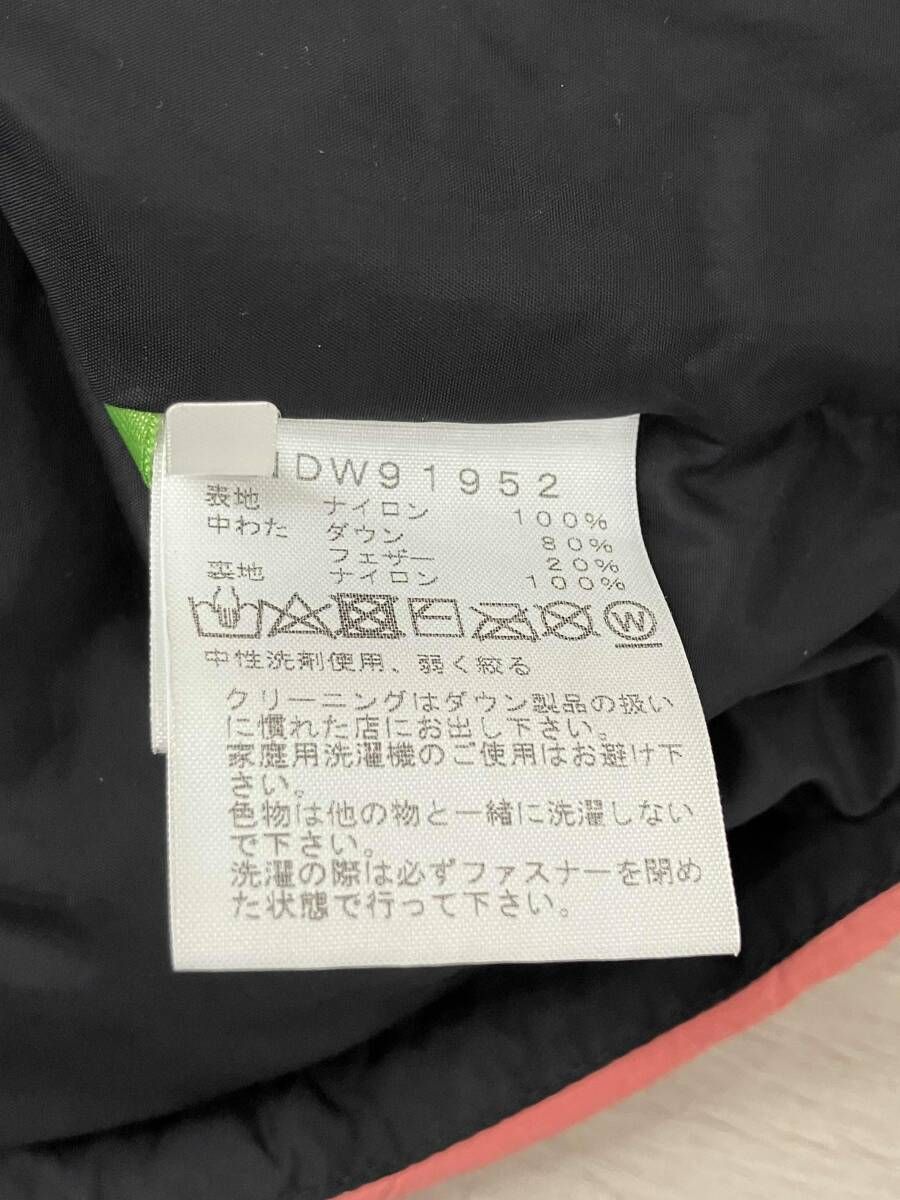 DW91952
表地 ナイロン 100%
中わた ダウン 80%
フェザー 20%
裏地 ナイロン 100%
W
中性洗剤使用、弱く絞る
クリーニングはダウン製品の扱い
に慣れた店にお出し下さい。
家庭用洗濯機のご使用はお避け下
さい。
色物は他の物と一緒に洗濯しない
で下さい。
洗濯の際は必ずファスナーを閉め
た状態で行って下さい。